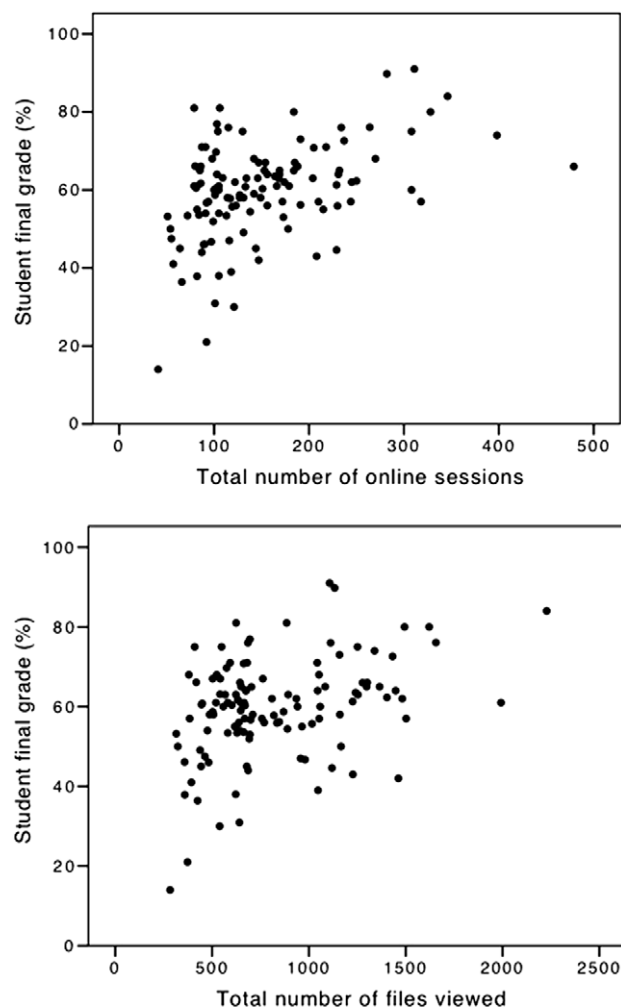 100
80
60
40
20
0
Student final grade (%)
0 100 200 300 400 500
Total number of online sessions
100
80
60
40
20
0
Student final grade (%)
0 500 1000 1500 2000 2500
Total number of files viewed